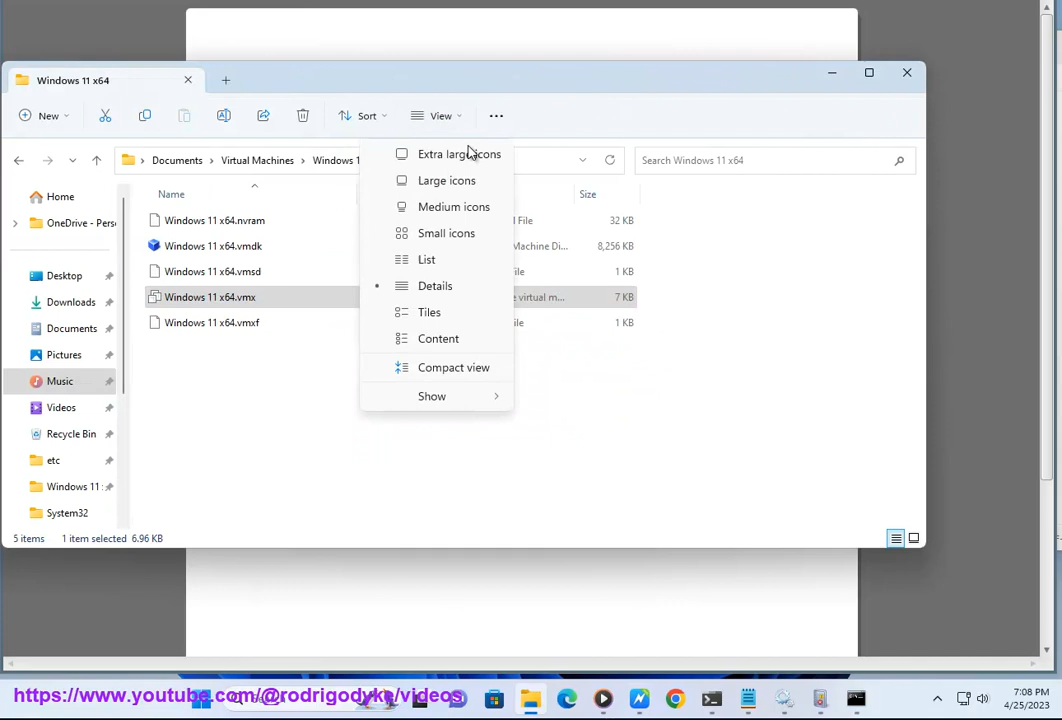 Windows 11 x64
New
Sort
View
Documents
Virtual Machines
Windows 1
Search Windows 11 x64
Home
OneDrive - Pers
Desktop
Downloads
Documents
Pictures
Music
Videos
Recycle Bin
etc
Windows 11
System32
Name
Size
Windows 11 x64.nvram
d File
32 KB
Windows 11 x64.vmdk
Machine Di...
8,256 KB
Windows 11 x64.vmsd
file
1 KB
Windows 11 x64.vmx
e virtual m...
7 KB
Windows 11 x64.vmxf
file
1 KB
Extra large icons
Large icons
Medium icons
Small icons
List
Details
Tiles
Content
Compact view
Show
5 items
1 item selected 6.96 KB
https://www.youtube.com/@rodrigodyke/videos
7:08 PM
4/25/2023